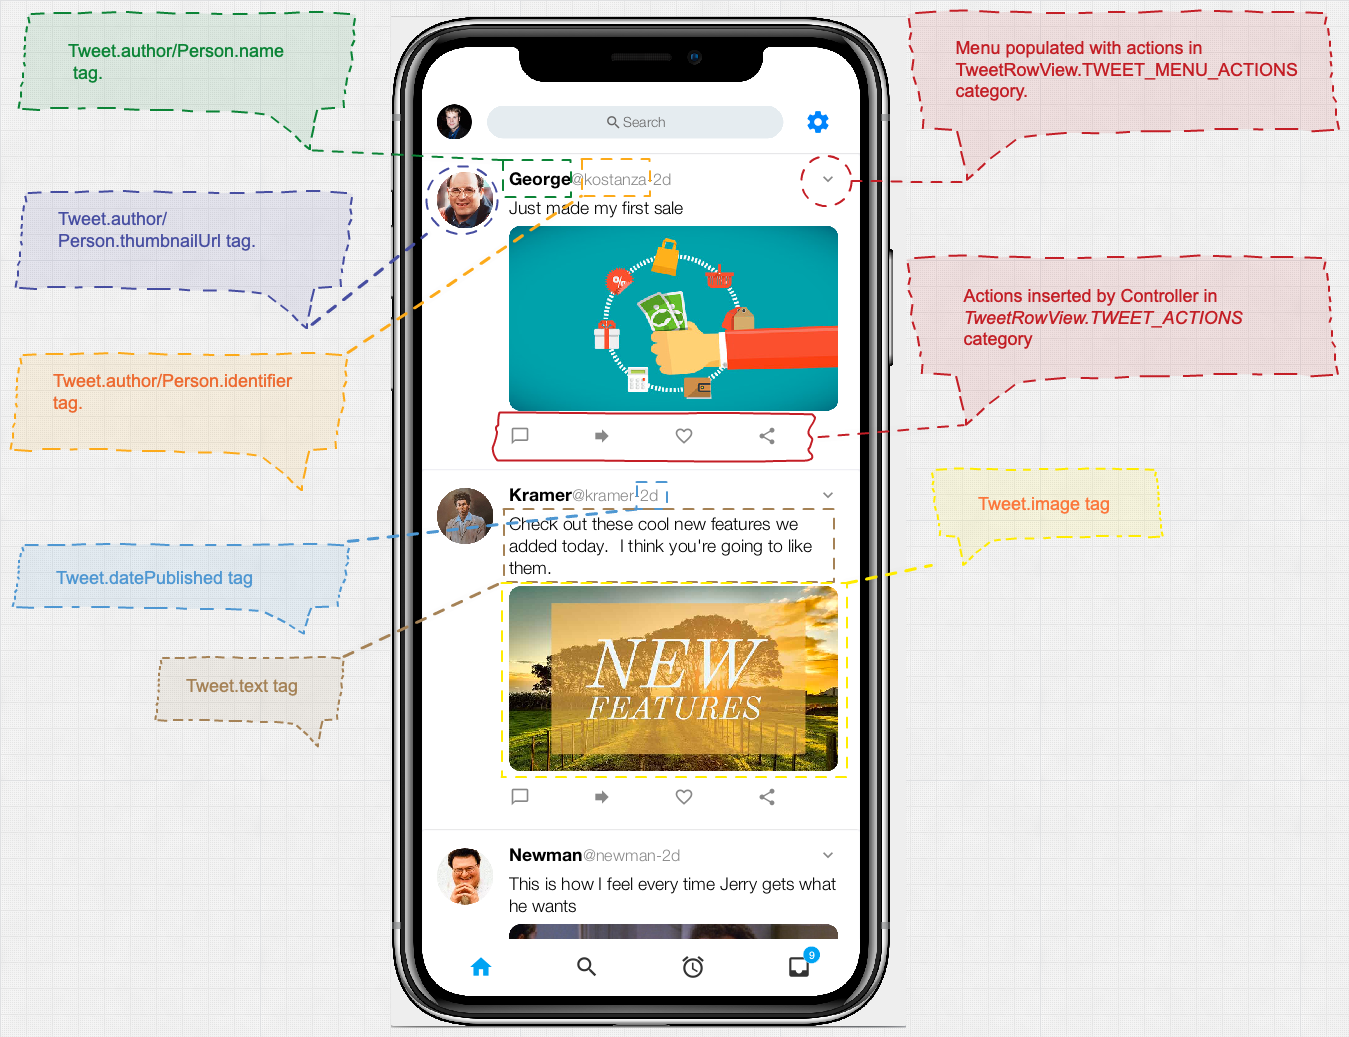 Tweet.author/Person.name
tag.
Menu populated with actions in
TweetRowView.TWEET_MENU_ACTIONS
category.
Search
Tweet.author/
Person.thumbnailUrl tag.
George@kostanza-2d
Just made my first sale
%
Actions inserted by Controller in
TweetRowView.TWEET_ACTIONS
category
Tweet.author/Person.identifier
tag.
Kramer@kramer-2d
Check out these cool new features we
added today. I think you're going to like
them.
Tweet.image tag
Tweet.datePublished tag
Tweet.text tag
NEW
FEATURES
Newman@newman-2d
This is how I feel every time Jerry gets what
he wants
9